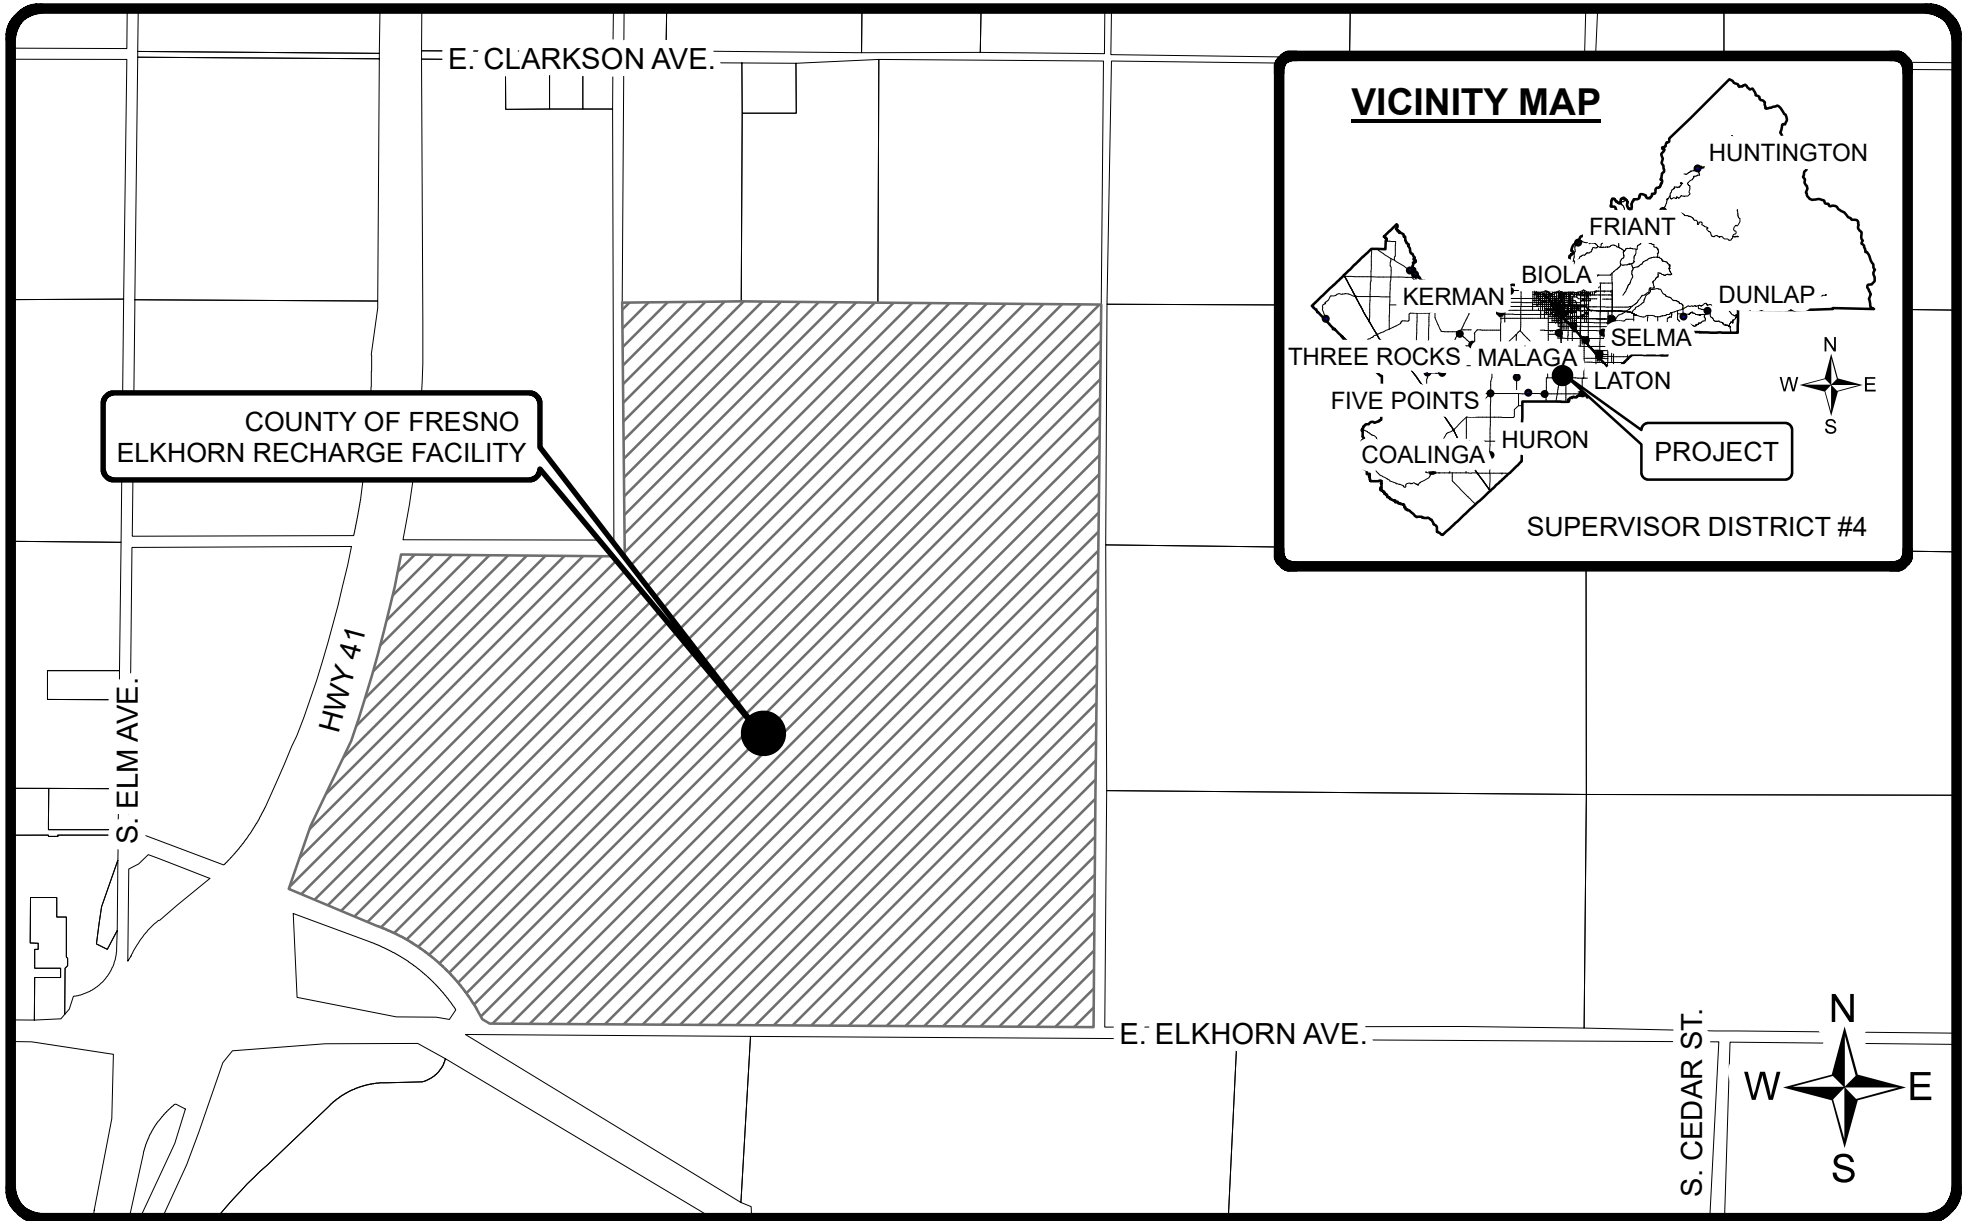 E. CLARKSON AVE.
VICINITY MAP
HUNTINGTON
FRIANT
BIOLA
KERMAN
DUNLAP
SELMA
THREE ROCKS
MALAGA
LATON
FIVE POINTS
HURON
COALINGA
PROJECT
N
W
E
S
SUPERVISOR DISTRICT #4
COUNTY OF FRESNO
ELKHORN RECHARGE FACILITY
HWY 41
S. ELM AVE.
E. ELKHORN AVE.
S. CEDAR ST.
N
W
E
S